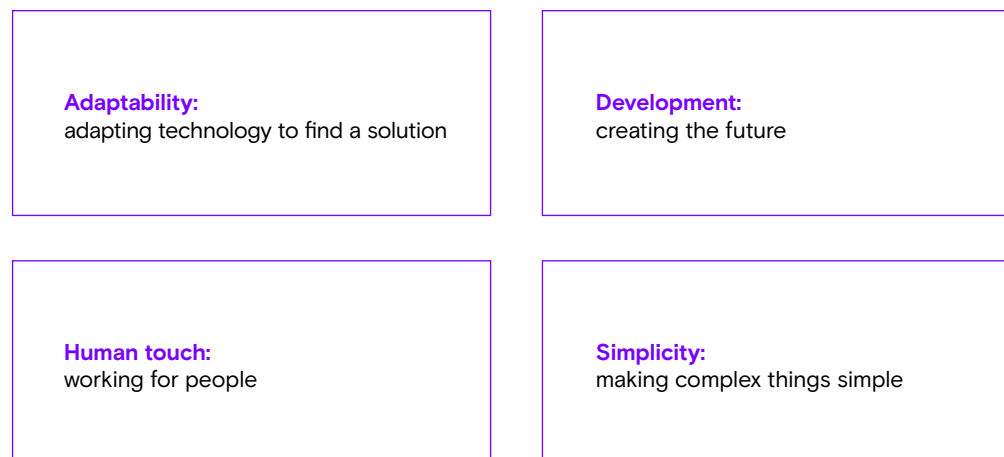 Adaptability:
adapting technology to find a solution
Development:
creating the future
Human touch:
working for people
Simplicity:
making complex things simple